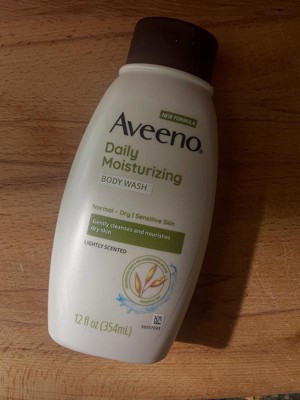 NEW FORMULA
Aveeno®
Daily
Moisturizing
BODY WASH
Normal - Dry | Sensitive Skin
Gently cleanses and nourishes
dry skin
LIGHTLY SCENTED
12 fl oz (354mL)